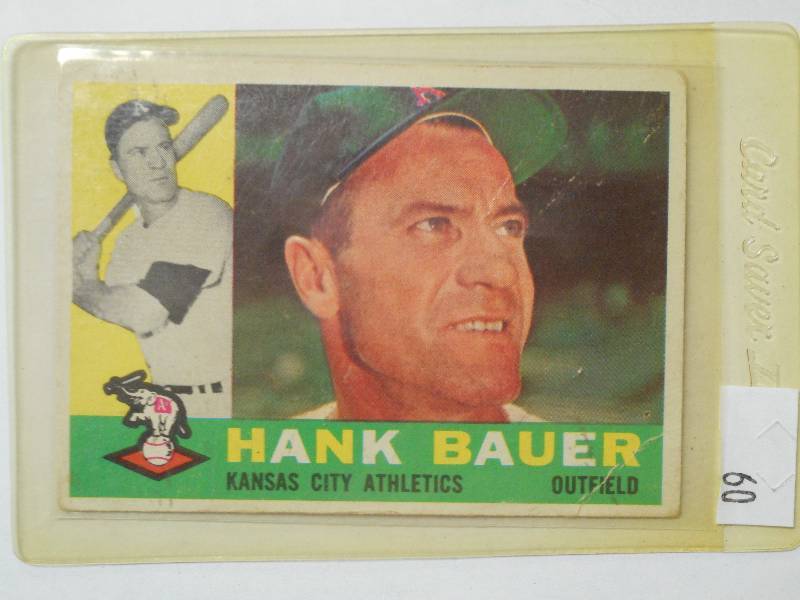 HANK BAUER
KANSAS CITY ATHLETICS OUTFIELD
Card Saver I
60
A
A